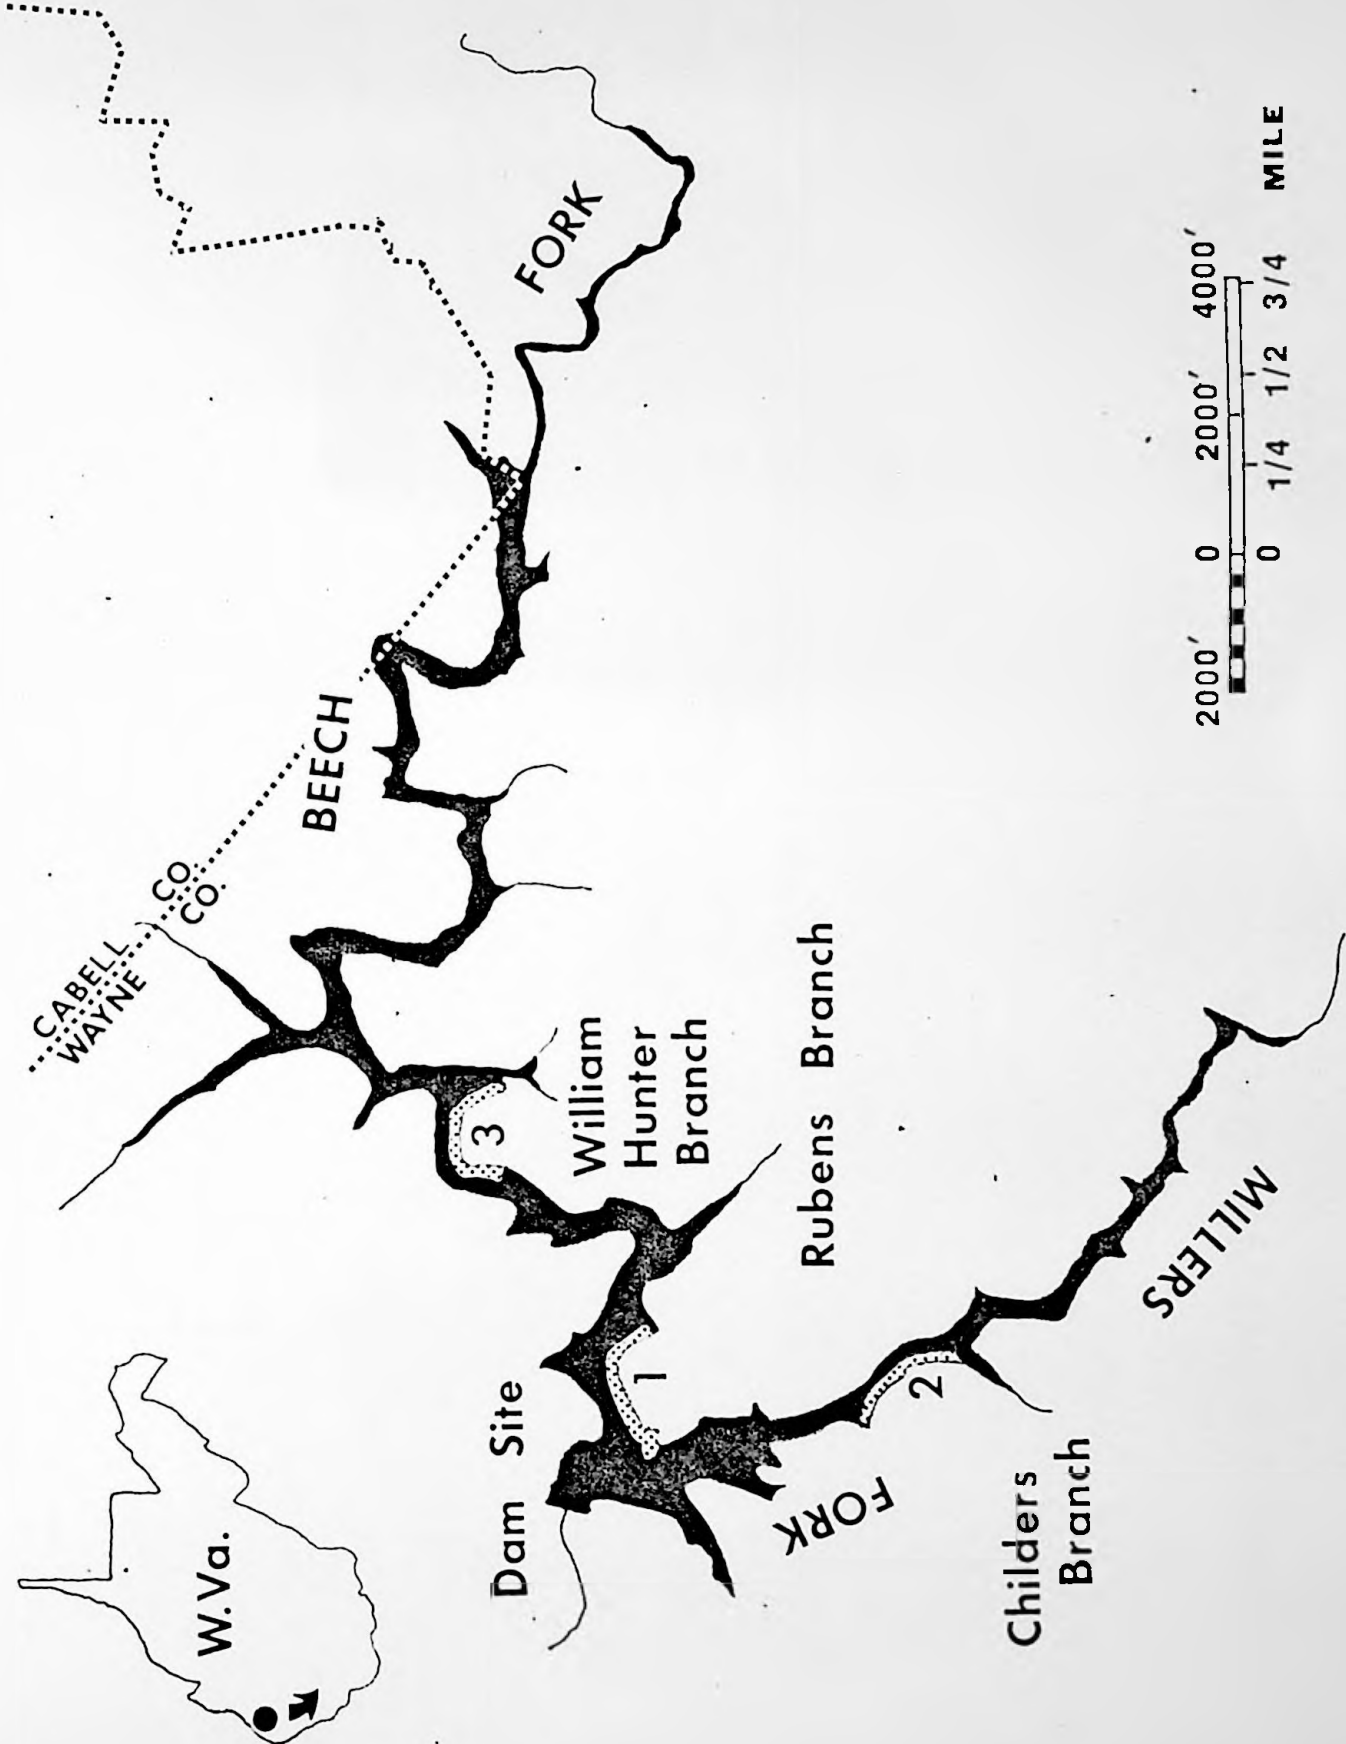 W.Va.
CABELL CO.
WAYNE CO.
BEECH FORK
Dam Site
3
William
Hunter
Branch
1
Rubens Branch
2
MILLERS FORK
Childers
Branch
2000' 0 2000' 4000'
0 1/4 1/2 3/4
MILE